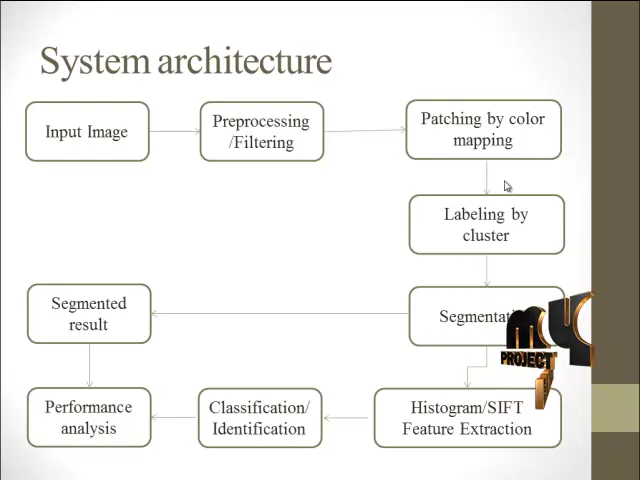 System architecture
Input Image
Preprocessing
/Filtering
Patching by color
mapping
Labeling by
cluster
Segmented
result
PROJECT
Performance
analysis
Classification/
Identification
Histogram/SIFT
Feature Extraction